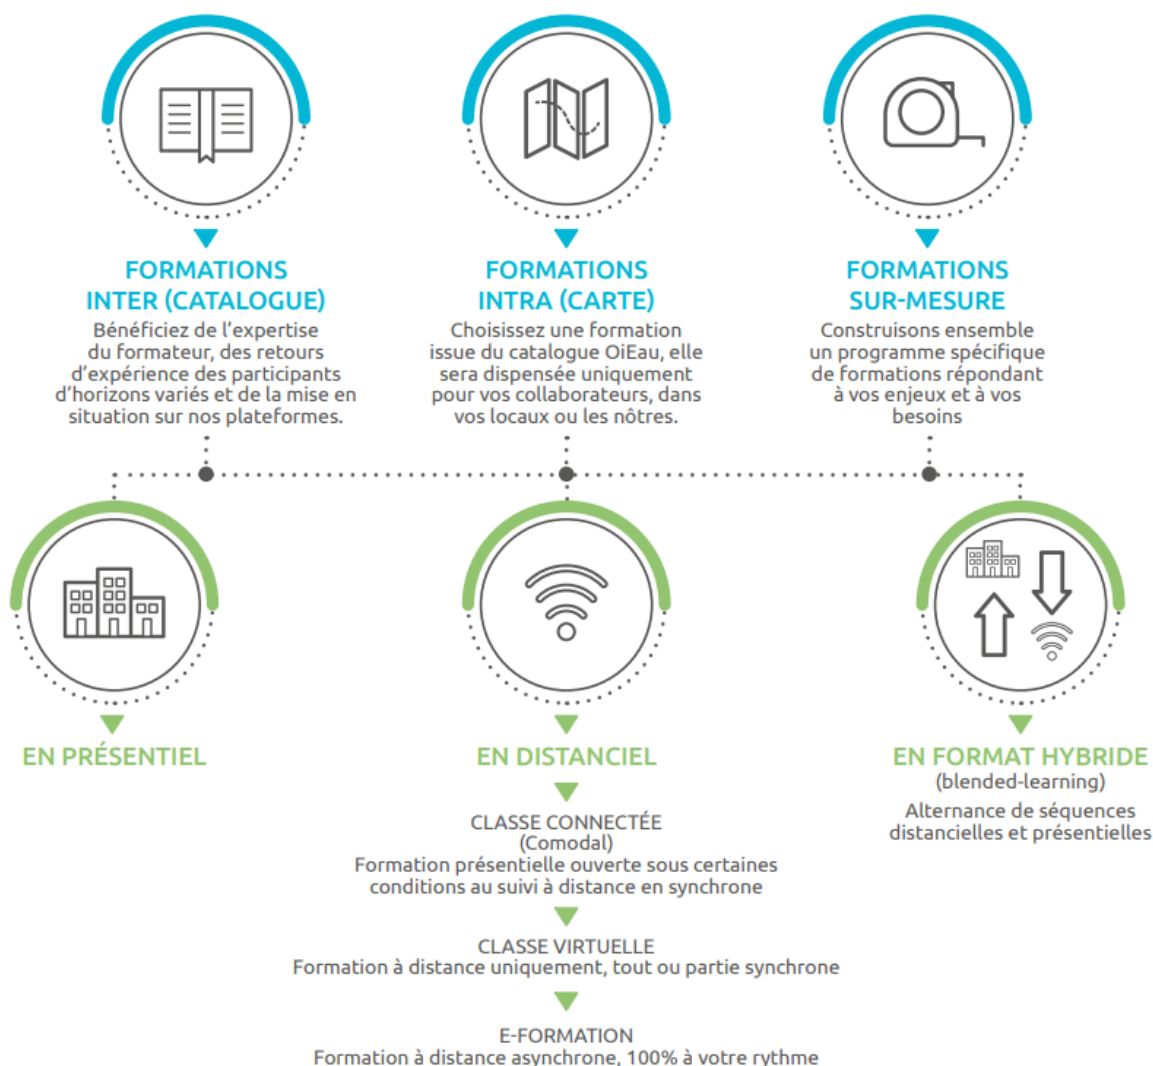 FORMATIONS
INTER (CATALOGUE)
Bénéficiez de l’expertise
du formateur, des retours
d’expérience des participants
d’horizons variés et de la mise en
situation sur nos plateformes.
FORMATIONS
INTRA (CARTE)
Choisissez une formation
issue du catalogue OiEau, elle
sera dispensée uniquement
pour vos collaborateurs, dans
vos locaux ou les nôtres.
FORMATIONS
SUR-MESURE
Construisons ensemble
un programme spécifique
de formations répondant
à vos enjeux et à vos
besoins
EN PRÉSENTIEL
EN DISTANCIEL
CLASSE CONNECTÉE
(Comodal)
Formation présentielle ouverte sous certaines
conditions au suivi à distance en synchrone
CLASSE VIRTUELLE
Formation à distance uniquement, tout ou partie synchrone
E-FORMATION
Formation à distance asynchrone, 100% à votre rythme
EN FORMAT HYBRIDE
(blended-learning)
Alternance de séquences
distancielles et présentielles